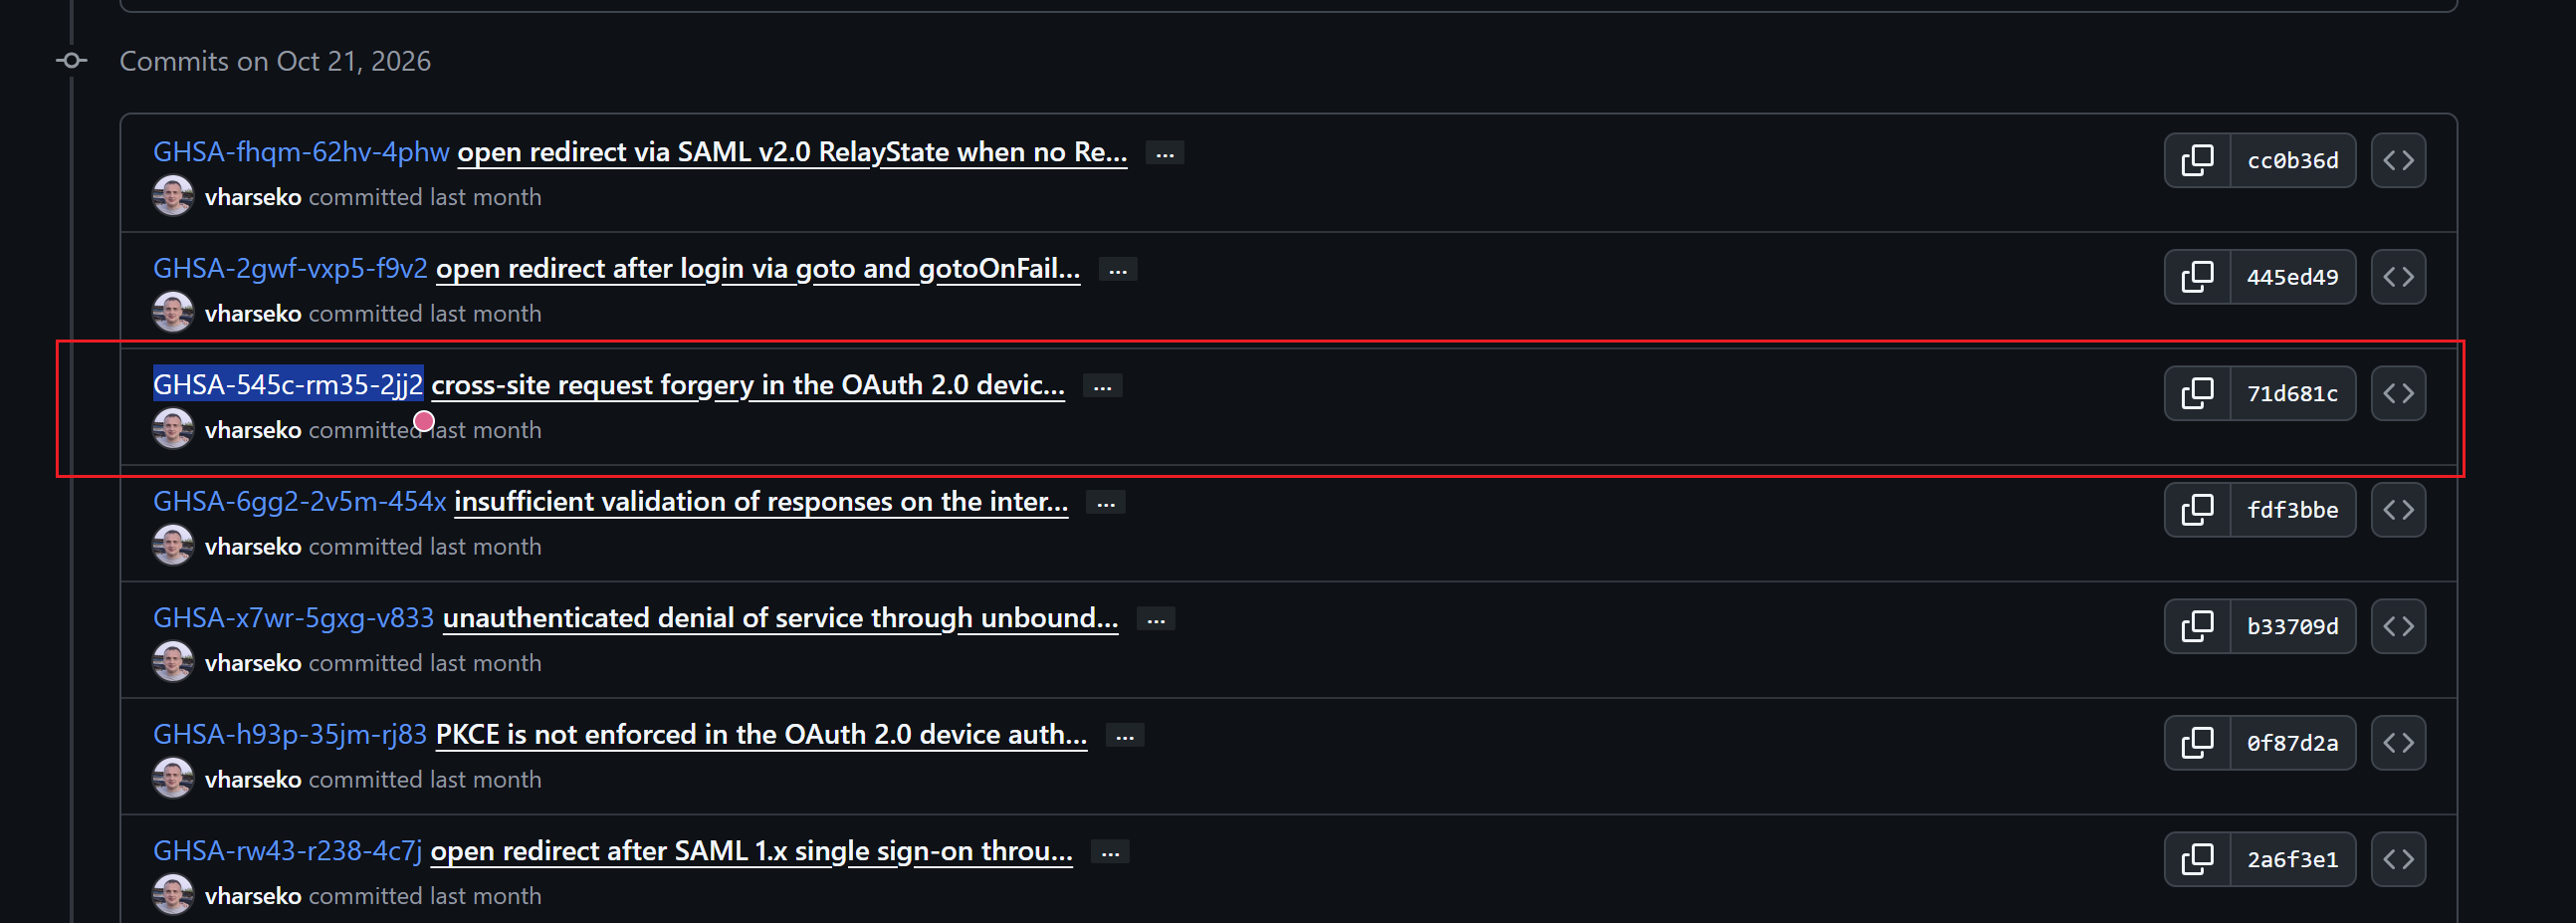 Commits on Oct 21, 2026
GHSA-fhqm-62hv-4phw open redirect via SAML v2.0 RelayState when no Re... ...
cc0b36d
vharseko committed last month
GHSA-2gwf-vxp5-f9v2 open redirect after login via goto and gotoOnFail... ...
445ed49
vharseko committed last month
GHSA-545c-rm35-2jj2 cross-site request forgery in the OAuth 2.0 devic... ...
71d681c
vharseko committed last month
GHSA-6gg2-2v5m-454x insufficient validation of responses on the inter... ...
fdf3bbe
vharseko committed last month
GHSA-x7wr-5gxg-v833 unauthenticated denial of service through unbound... ...
b33709d
vharseko committed last month
GHSA-h93p-35jm-rj83 PKCE is not enforced in the OAuth 2.0 device auth... ...
0f87d2a
vharseko committed last month
GHSA-rw43-r238-4c7j open redirect after SAML 1.x single sign-on throu... ...
2a6f3e1
vharseko committed last month